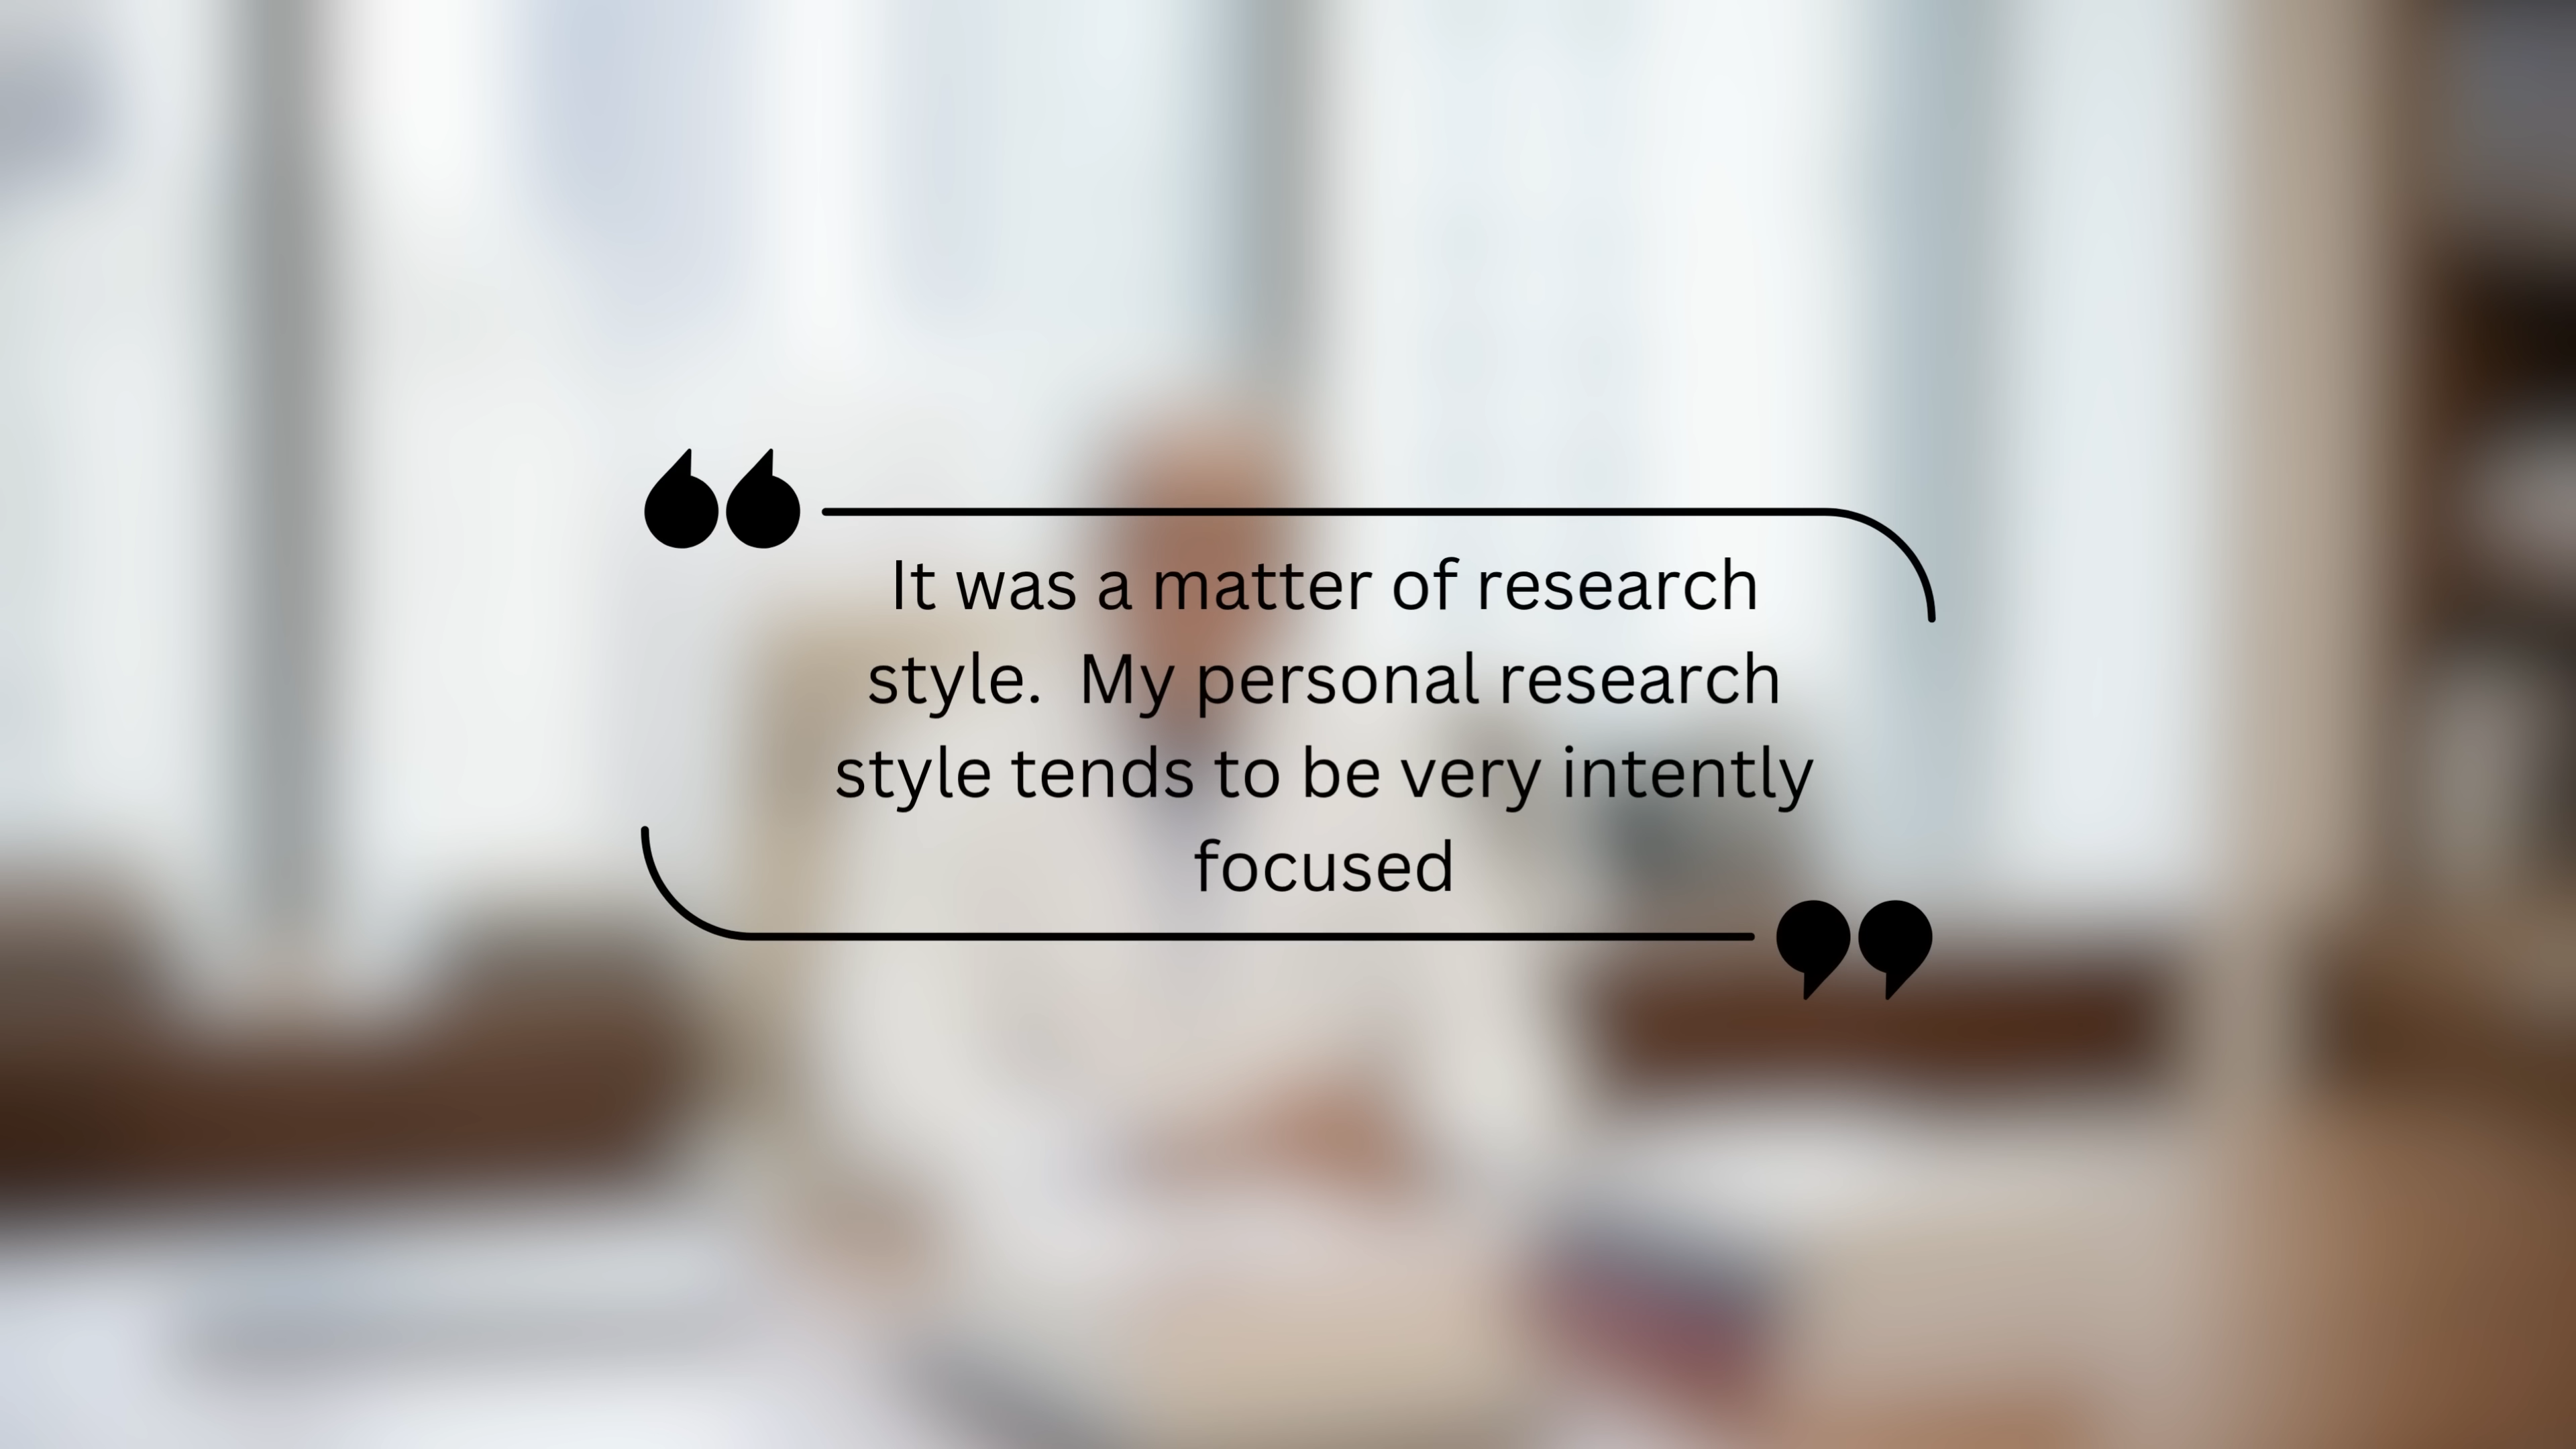 It was a matter of research
style.  My personal research
style tends to be very intently
focused